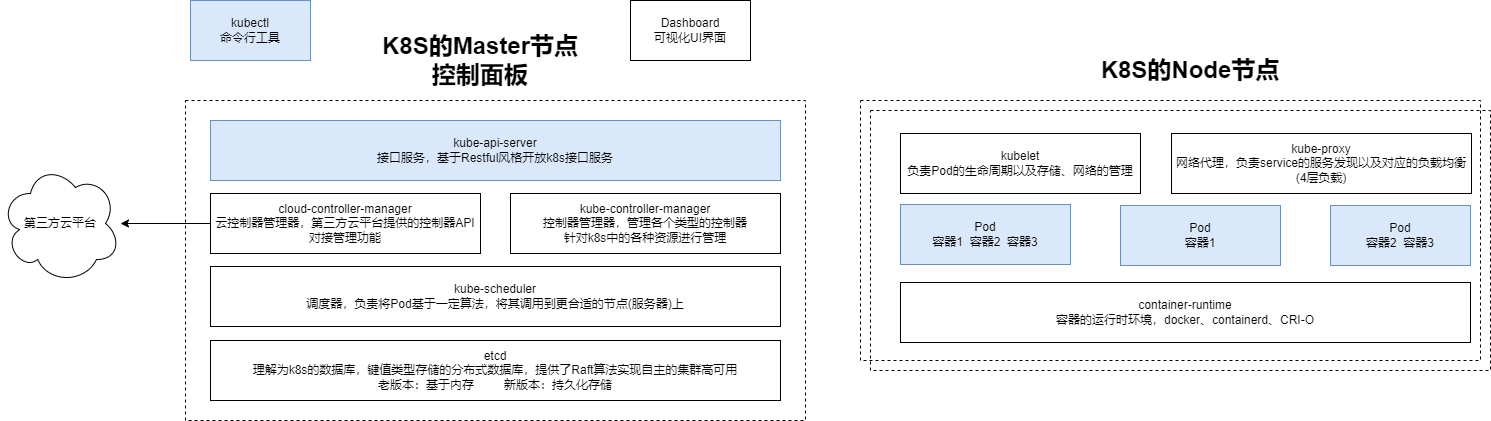 kubectl
命令行工具
Dashboard
可视化UI界面
K8S的Master节点
控制面板
kube-api-server
接口服务，基于Restful风格开放k8s接口服务
第三方云平台
cloud-controller-manager
云控制器管理器，第三方云平台提供的控制器API
对接管理功能
kube-controller-manager
控制器管理器，管理各个类型的控制器
针对k8s中的各种资源进行管理
kube-scheduler
调度器，负责将Pod基于一定算法，将其调用到更合适的节点(服务器)上
etcd
理解为k8s的数据库，键值类型存储的分布式数据库，提供了Raft算法实现自主的集群高可用
老版本：基于内存 新版本：持久化存储
K8S的Node节点
kubelet
负责Pod的生命周期以及存储、网络的管理
kube-proxy
网络代理，负责service的服务发现以及对应的负载均衡
(4层负载)
Pod
容器1 容器2 容器3
Pod
容器1
Pod
容器2 容器3
container-runtime
容器的运行时环境，docker、containerd、CRI-O